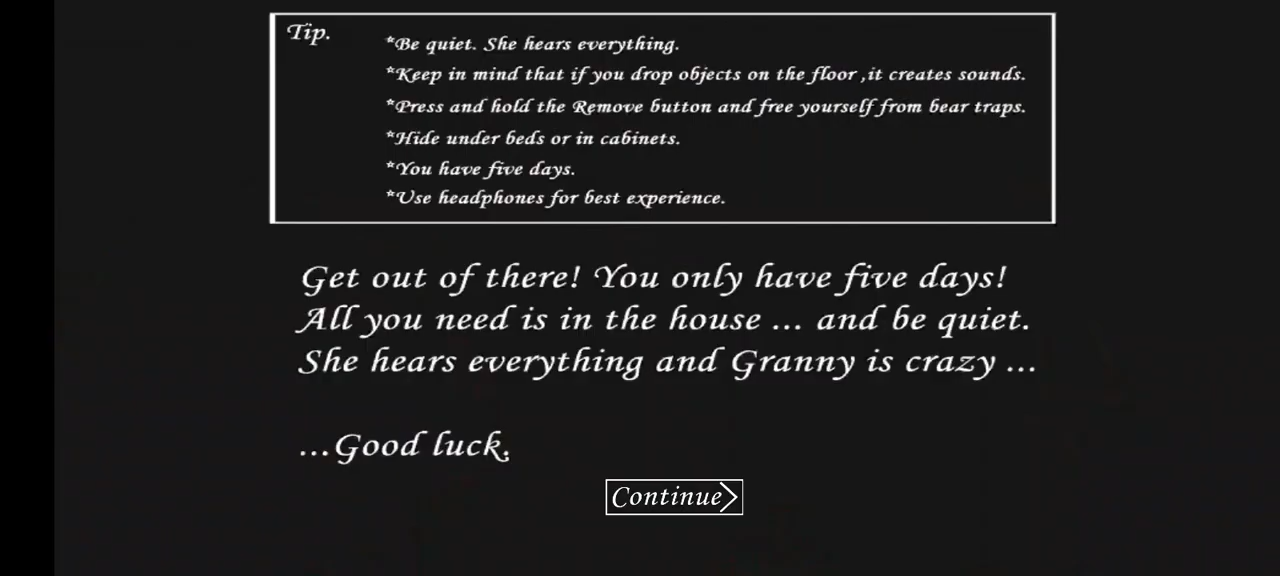 Tip.
*Be quiet. She hears everything.
*Keep in mind that if you drop objects on the floor ,it creates sounds.
*Press and hold the Remove button and free yourself from bear traps.
*Hide under beds or in cabinets.
*You have five days.
*Use headphones for best experience.
Get out of there! You only have five days!
All you need is in the house ... and be quiet.
She hears everything and Granny is crazy ...
...Good luck.
Continue